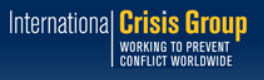 International Crisis Group
WORKING TO PREVENT
CONFLICT WORLDWIDE